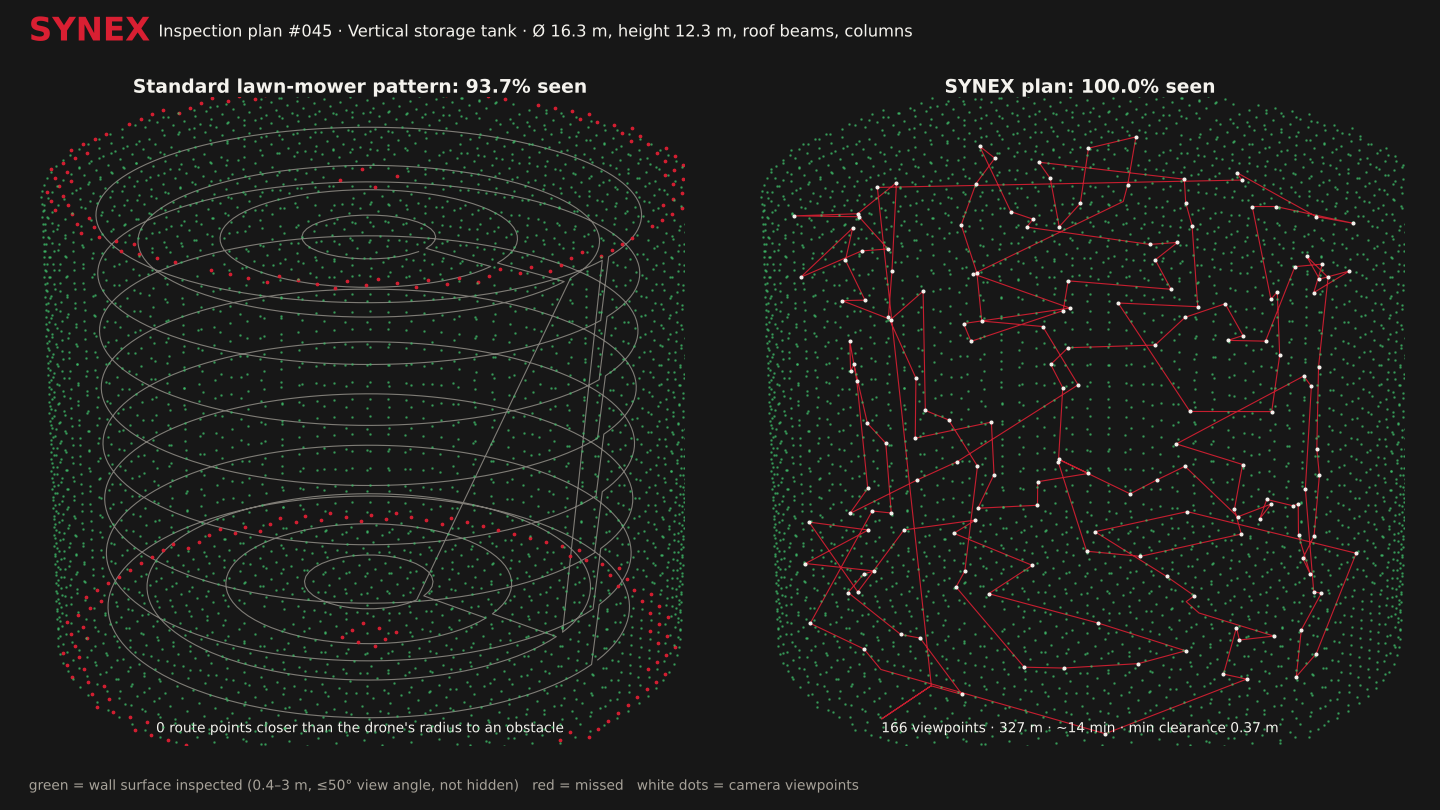 SYNEX Inspection plan #045 · Vertical storage tank · Ø 16.3 m, height 12.3 m, roof beams, columns
Standard lawn-mower pattern: 93.7% seen
SYNEX plan: 100.0% seen
0 route points closer than the drone's radius to an obstacle
166 viewpoints · 327 m · ~14 min · min clearance 0.37 m
green = wall surface inspected (0.4–3 m, ≤50° view angle, not hidden) red = missed white dots = camera viewpoints